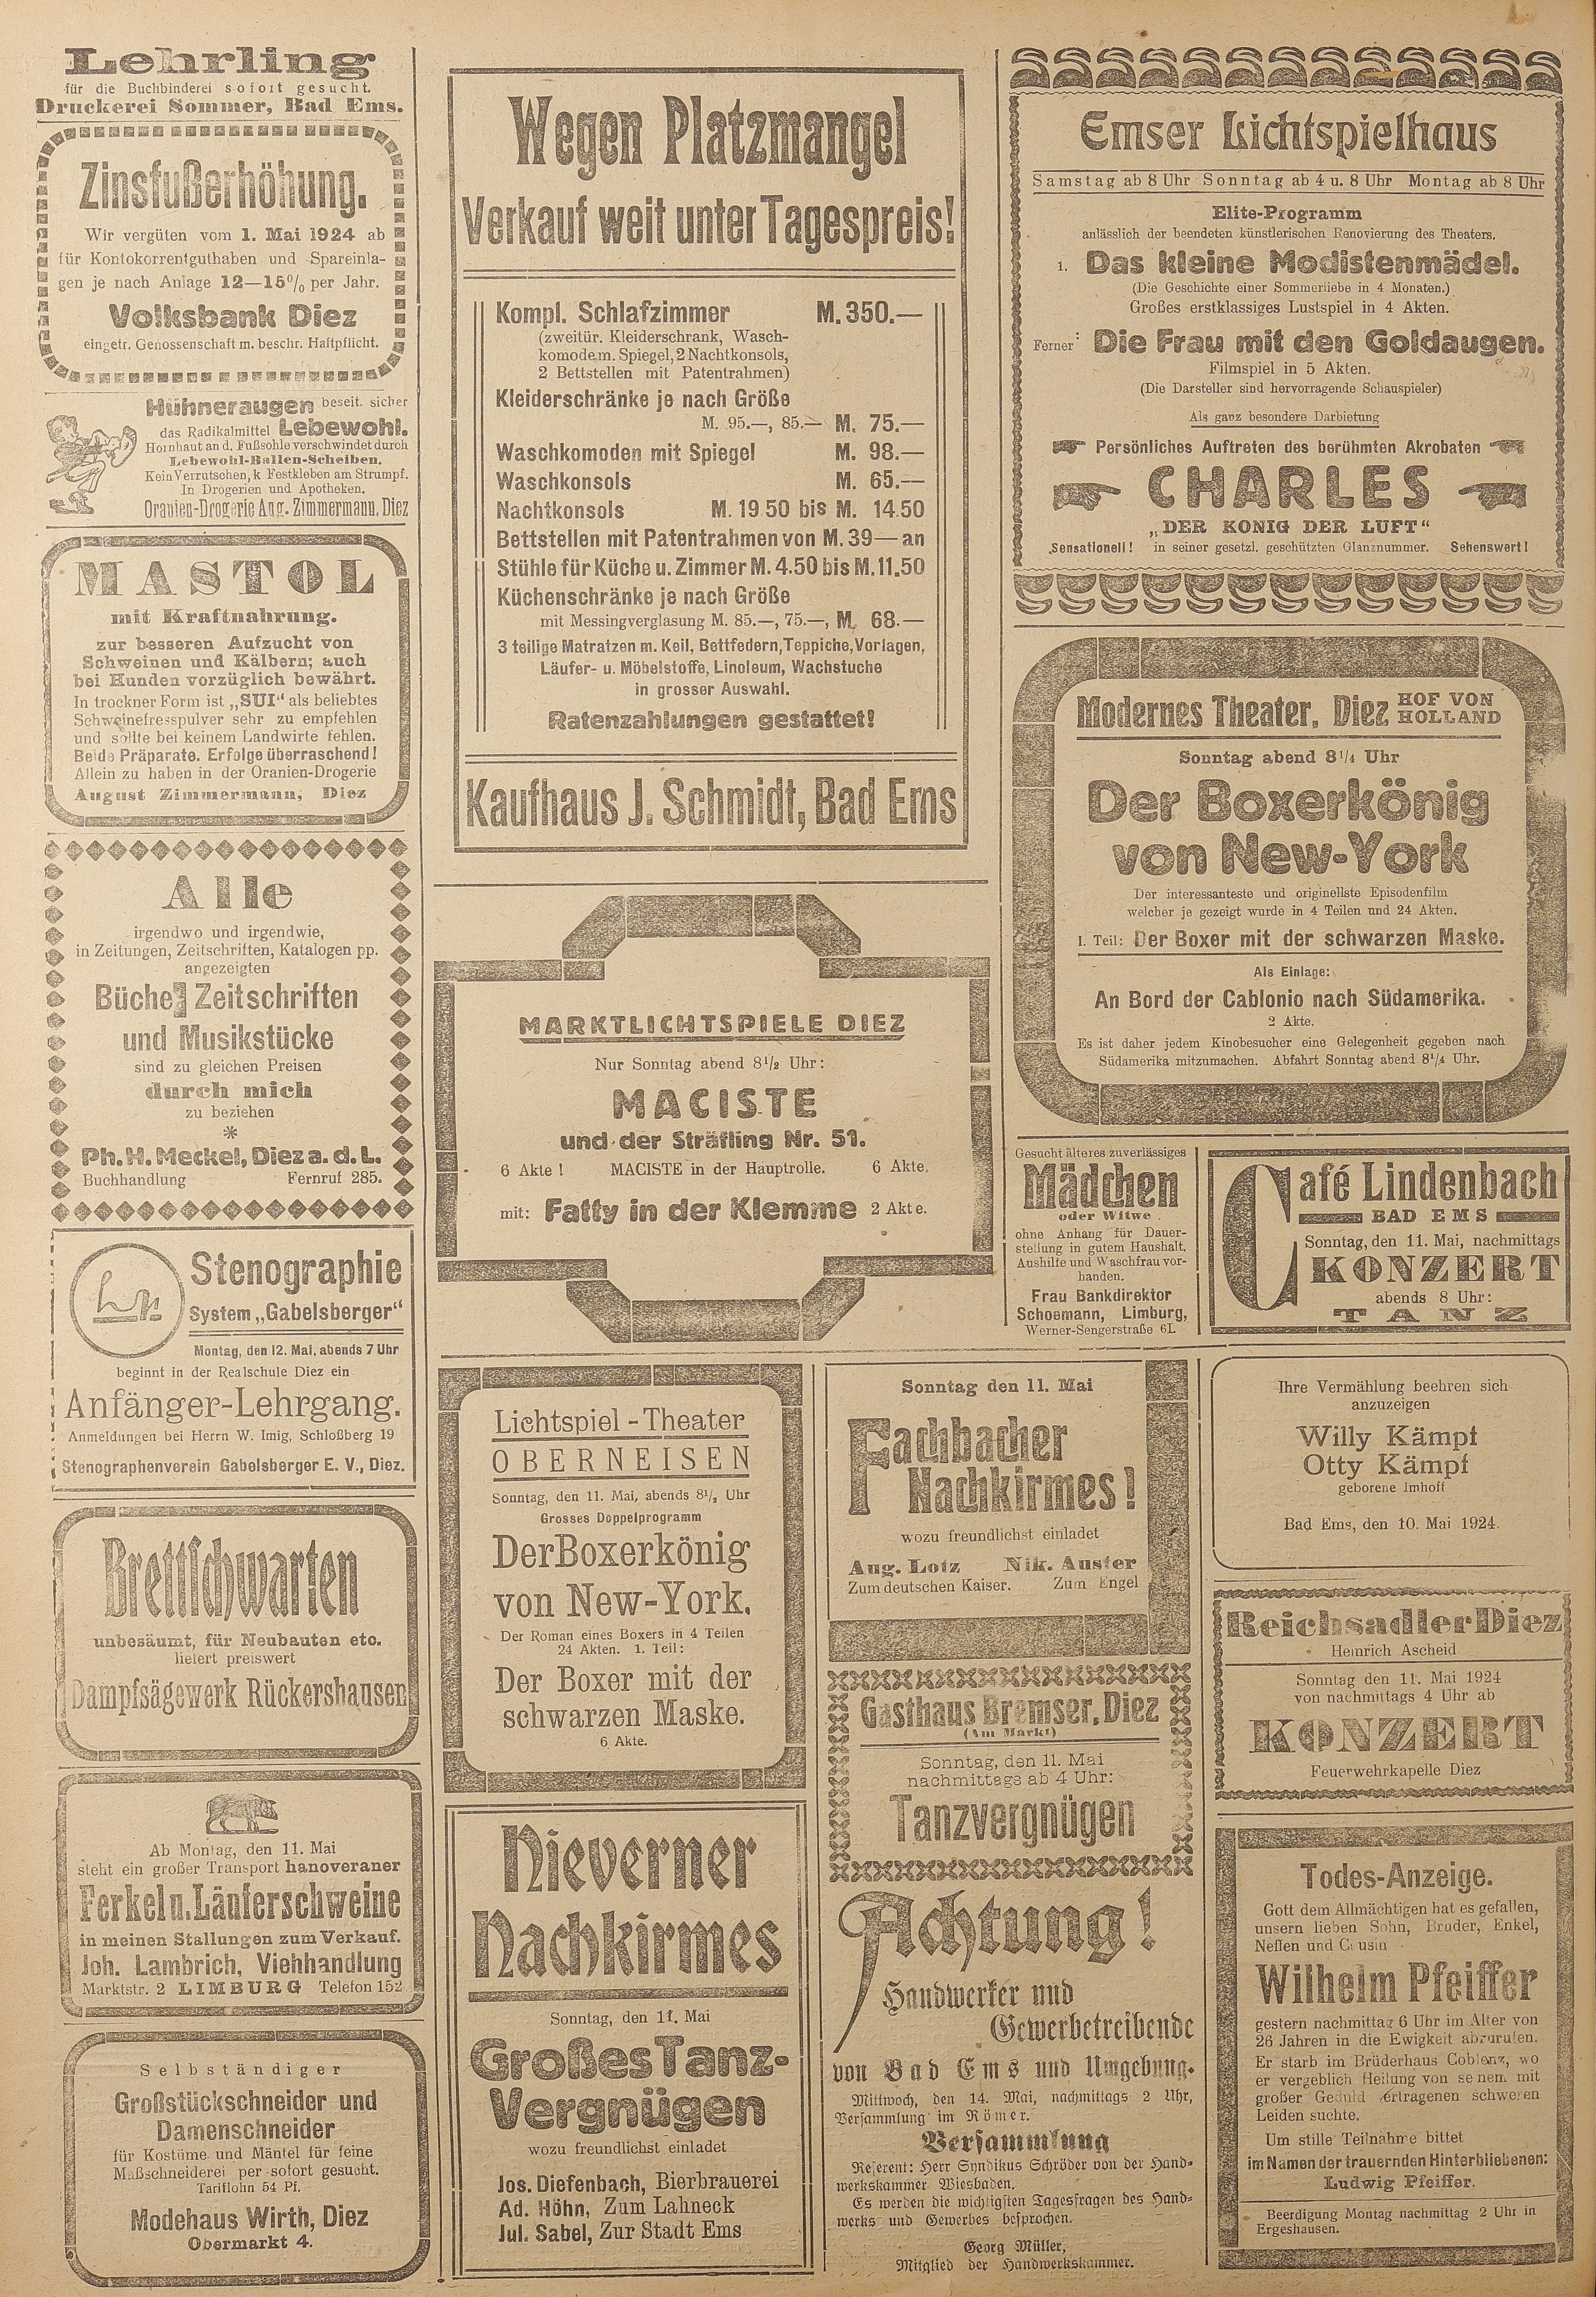 Lehrling
für die Buchbinderei sofort gesucht.
Druckerei Sommer, Bad Ems.
Zinsfußerhöhung.
Wir vergüten vom 1. Mai 1924 ab
für Kontokorrentguthaben und Spareinla-
gen je nach Anlage 12—15% per Jahr.
Volksbank Diez
eingetr. Genossenschaft m. beschr. Haftpflicht.
Hühneraugen beseit. sicher
das Radikalmittel Lebewohl.
Hornhaut an d. Fußsohle verschwindet durch
Lebewohl-Ballen-Scheiben.
Kein Verrutschen, k Festkleben am Strumpf.
In Drogerien und Apotheken.
Oranien-Drogerie Aug. Zimmermann, Diez
MASTOL
mit Kraftnahrung.
zur besseren Aufzucht von
Schweinen und Kälbern; auch
bei Hunden vorzüglich bewährt.
In trockner Form ist „SUI“ als beliebtes
Schweinefresspulver sehr zu empfehlen
und sollte bei keinem Landwirte fehlen.
Beide Präparate. Erfolge überraschend!
Allein zu haben in der Oranien-Drogerie
August Zimmermann, Diez
Alle
irgendwo und irgendwie,
in Zeitungen, Zeitschriften, Katalogen pp.
angezeigten
Bücher, Zeitschriften
und Musikstücke
sind zu gleichen Preisen
durch mich
zu beziehen
*
Ph. H. Meckel, Diez a. d. L.
Buchhandlung Fernruf 285.
Stenographie
System „Gabelsberger“
Montag, den 12. Mai, abends 7 Uhr
beginnt in der Realschule Diez ein
Anfänger-Lehrgang.
Anmeldungen bei Herrn W. Imig, Schloßberg 19
Stenographenverein Gabelsberger E. V., Diez.
Brettschwarten
unbesäumt, für Neubauten etc.
liefert preiswert
Dampfsägewerk Rückershausen
Ab Montag, den 11. Mai
steht ein großer Transport hanoveraner
Ferkel u. Läuferschweine
in meinen Stallungen zum Verkauf.
Joh. Lambrich, Viehhandlung
Marktstr. 2 LIMBURG Telefon 152
Selbständiger
Großstückschneider und
Damenschneider
für Kostüme und Mäntel für feine
Maßschneiderei per sofort gesucht.
Tariflohn 54 Pf.
Modehaus Wirth, Diez
Obermarkt 4.
Wegen Platzmangel
Verkauf weit unter Tagespreis!
Kompl. Schlafzimmer M. 350.—
(zweitür. Kleiderschrank, Wasch-
komode m. Spiegel, 2 Nachtkonsols,
2 Bettstellen mit Patentrahmen)
Kleiderschränke je nach Größe
M. 95.—, 85.— M. 75.—
Waschkomoden mit Spiegel M. 98.—
Waschkonsols M. 65.—
Nachtkonsols M. 19.50 bis M. 14.50
Bettstellen mit Patentrahmen von M. 39— an
Stühle für Küche u. Zimmer M. 4.50 bis M. 11.50
Küchenschränke je nach Größe
mit Messingverglasung M. 85.—, 75.—, M. 68.—
3 teilige Matratzen m. Keil, Bettfedern, Teppiche, Vorlagen,
Läufer- u. Möbelstoffe, Linoleum, Wachstuche
in grosser Auswahl.
Ratenzahlungen gestattet!
Kaufhaus J. Schmidt, Bad Ems
MARKTLICHTSPIELE DIEZ
Nur Sonntag abend 8½ Uhr:
MACISTE
und der Sträfling Nr. 51.
6 Akte! MACISTE in der Hauptrolle. 6 Akte.
mit: Fatty in der Klemme 2 Akte.
Lichtspiel-Theater
OBERNEISEN
Sonntag, den 11. Mai, abends 8½ Uhr
Grosses Doppelprogramm
Der Boxerkönig
von New-York.
Der Roman eines Boxers in 4 Teilen
24 Akten. 1. Teil:
Der Boxer mit der
schwarzen Maske.
6 Akte.
Nieverner
Nachkirmes
Sonntag, den 11. Mai
Großes Tanz-
Vergnügen
wozu freundlichst einladet
Jos. Diefenbach, Bierbrauerei
Ad. Höhn, Zum Lahneck
Jul. Sabel, Zur Stadt Ems
Sonntag den 11. Mai
Fachbacher
Nachkirmes!
wozu freundlichst einladet
Aug. Lotz Nik. Auster
Zum deutschen Kaiser. Zum Engel
Gasthaus Bremser, Diez
(Am Markt)
Sonntag, den 11. Mai
nachmittags ab 4 Uhr:
Tanzvergnügen
Achtung!
Handwerker und
Gewerbetreibende
von Bad Ems und Umgebung.
Mittwoch, den 14. Mai, nachmittags 2 Uhr,
Versammlung im Römer.
Versammlung
Referent: Herr Syndikus Schröder von der Hand-
werkskammer Wiesbaden.
Es werden die wichtigsten Tagesfragen des Hand-
werks und Gewerbes besprochen.
Georg Müller,
Mitglied der Handwerkskammer.
Emser Lichtspielhaus
Samstag ab 8 Uhr Sonntag ab 4 u. 8 Uhr Montag ab 8 Uhr
Elite-Programm
anlässlich der beendeten künstlerischen Renovierung des Theaters.
1. Das kleine Modistenmädel.
(Die Geschichte einer Sommerliebe in 4 Monaten.)
Großes erstklassiges Lustspiel in 4 Akten.
Ferner: Die Frau mit den Goldaugen.
Filmspiel in 5 Akten.
(Die Darsteller sind hervorragende Schauspieler)
Als ganz besondere Darbietung
Persönliches Auftreten des berühmten Akrobaten
CHARLES
„DER KONIG DER LUFT“
Sensationell! in seiner gesetzl. geschützten Glanznummer. Sehenswert!
Modernes Theater, Diez HOF VON
HOLLAND
Sonntag abend 8¼ Uhr
Der Boxerkönig
von New-York
Der interessanteste und originellste Episodenfilm
welcher je gezeigt wurde in 4 Teilen und 24 Akten.
I. Teil: Der Boxer mit der schwarzen Maske.
Als Einlage:
An Bord der Cablonio nach Südamerika.
2 Akte.
Es ist daher jedem Kinobesucher eine Gelegenheit gegeben nach
Südamerika mitzumachen. Abfahrt Sonntag abend 8¼ Uhr.
Gesucht älteres zuverlässiges
Mädchen
oder Witwe
ohne Anhang für Dauer-
stellung in gutem Haushalt.
Aushilfe und Waschfrau vor-
handen.
Frau Bankdirektor
Schoemann, Limburg,
Werner-Sengerstraße 6I.
Café Lindenbach
BAD EMS
Sonntag, den 11. Mai, nachmittags
KONZERT
abends 8 Uhr:
TANZ
Ihre Vermählung beehren sich
anzuzeigen
Willy Kämpf
Otty Kämpf
geborene Imhoff
Bad Ems, den 10. Mai 1924.
Reichsadler Diez
Heinrich Ascheid
Sonntag den 11. Mai 1924
von nachmittags 4 Uhr ab
KONZERT
Feuerwehrkapelle Diez
Todes-Anzeige.
Gott dem Allmächtigen hat es gefallen,
unsern lieben Sohn, Bruder, Enkel,
Neffen und Cousin
Wilhelm Pfeiffer
gestern nachmittag 6 Uhr im Alter von
26 Jahren in die Ewigkeit abzurufen.
Er starb im Brüderhaus Coblenz, wo
er vergeblich Heilung von seinem mit
großer Geduld ertragenen schweren
Leiden suchte.
Um stille Teilnahme bittet
im Namen der trauernden Hinterbliebenen:
Ludwig Pfeiffer.
Beerdigung Montag nachmittag 2 Uhr in
Ergeshausen.